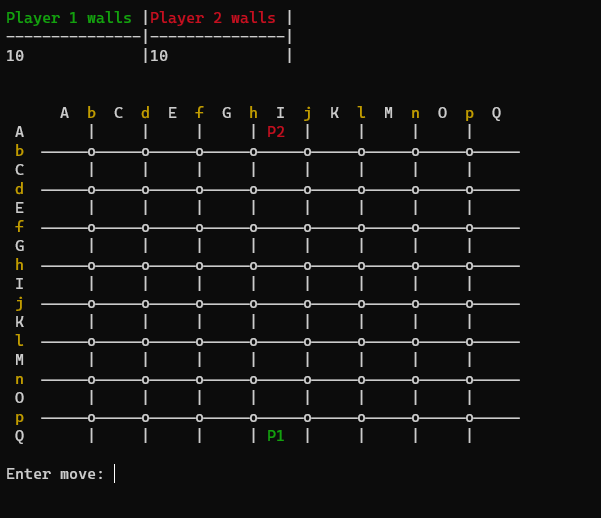 Player 1 walls |Player 2 walls |
---------------|---------------|
10             |10             |
A b C d E f G h I j K l M n O p Q
A | | | | P2 | | | |
b ―――o―――o―――o―――o―――o―――o―――o―――o―――
C | | | | | | | |
d ―――o―――o―――o―――o―――o―――o―――o―――o―――
E | | | | | | | |
f ―――o―――o―――o―――o―――o―――o―――o―――o―――
G | | | | | | | |
h ―――o―――o―――o―――o―――o―――o―――o―――o―――
I | | | | | | | |
j ―――o―――o―――o―――o―――o―――o―――o―――o―――
K | | | | | | | |
l ―――o―――o―――o―――o―――o―――o―――o―――o―――
M | | | | | | | |
n ―――o―――o―――o―――o―――o―――o―――o―――o―――
O | | | | | | | |
p ―――o―――o―――o―――o―――o―――o―――o―――o―――
Q | | | | P1 | | | |
Enter move: